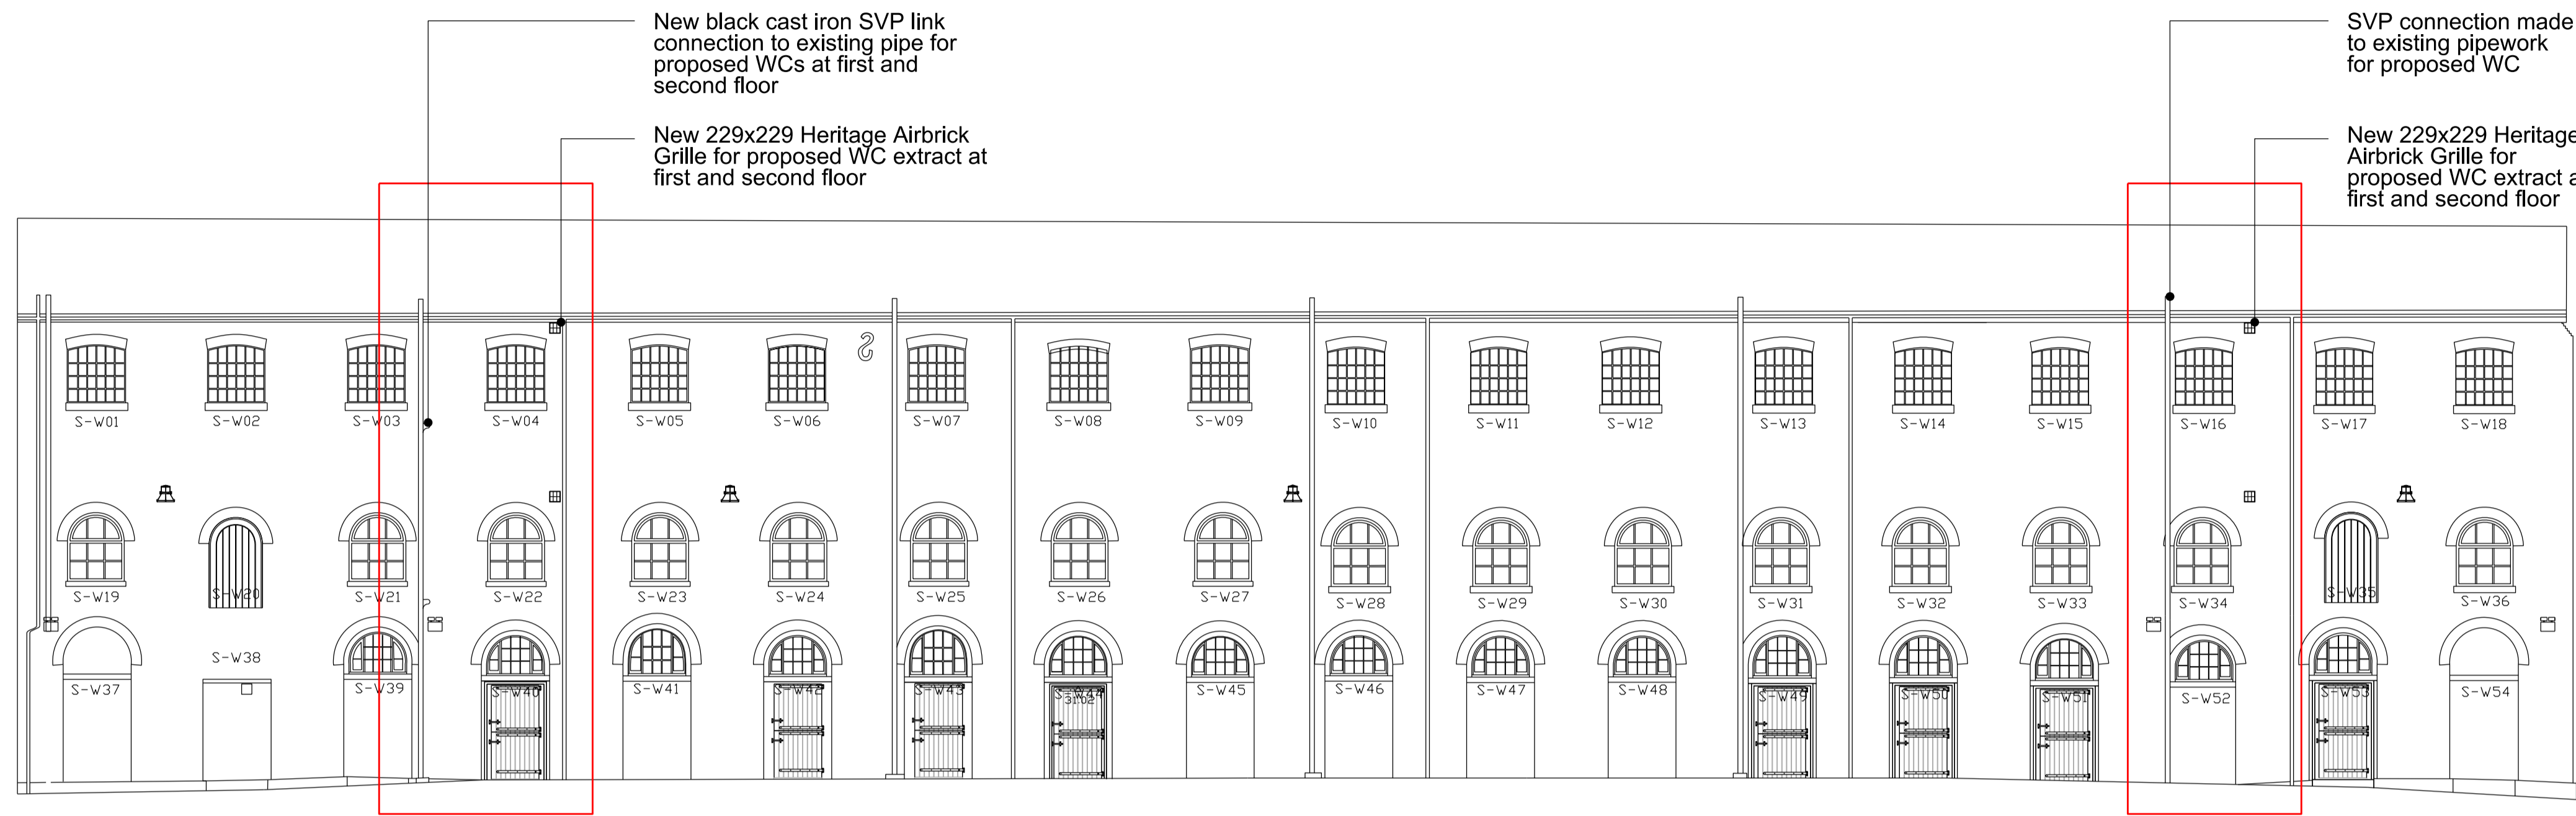 New black cast iron SVP link
connection to existing pipe for
proposed WCs at first and
second floor
New 229x229 Heritage Airbrick
Grille for proposed WC extract at
first and second floor
SVP connection made
to existing pipework
for proposed WC
New 229x229 Heritage
Airbrick Grille for
proposed WC extract a
first and second floor
S-W01 S-W02 S-W03 S-W04 S-W05 S-W06 S-W07 S-W08 S-W09 S-W10 S-W11 S-W12 S-W13 S-W14 S-W15 S-W16 S-W17 S-W18
S-W19 S-W20 S-W21 S-W22 S-W23 S-W24 S-W25 S-W26 S-W27 S-W28 S-W29 S-W30 S-W31 S-W32 S-W33 S-W34 S-W35 S-W36
S-W37 S-W38 S-W39 S-W40 S-W41 S-W42 S-W43 S-W44 S-W45 S-W46 S-W47 S-W48 S-W49 S-W50 S-W51 S-W52 S-W53 S-W54
31.02